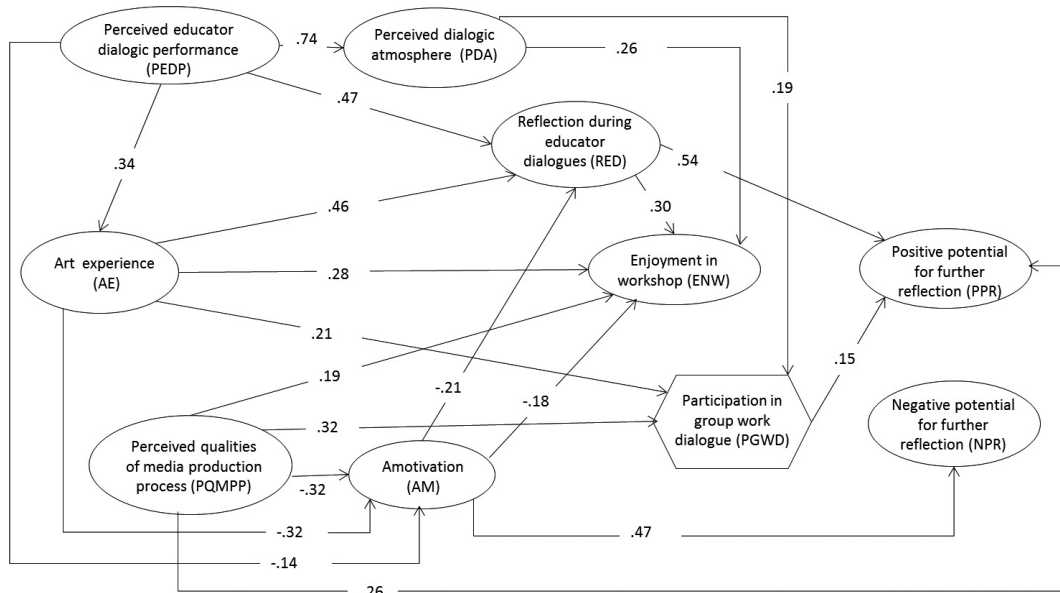 Perceived educator
dialogic performance
(PEDP)
.74
Perceived dialogic
atmosphere (PDA)
.26
.19
.47
Reflection during
educator
dialogues (RED)
.54
.34
.46
.30
Art experience
(AE)
.28
Enjoyment in
workshop (ENW)
Positive potential
for further
reflection (PPR)
.21
.15
.19
-.21
-.18
Participation in
group work
dialogue (PGWD)
Negative potential
for further
reflection (NPR)
.32
Perceived qualities
of media production
process (PQMPP)
-.32
Amotivation
(AM)
-.32
.47
-.14
.26